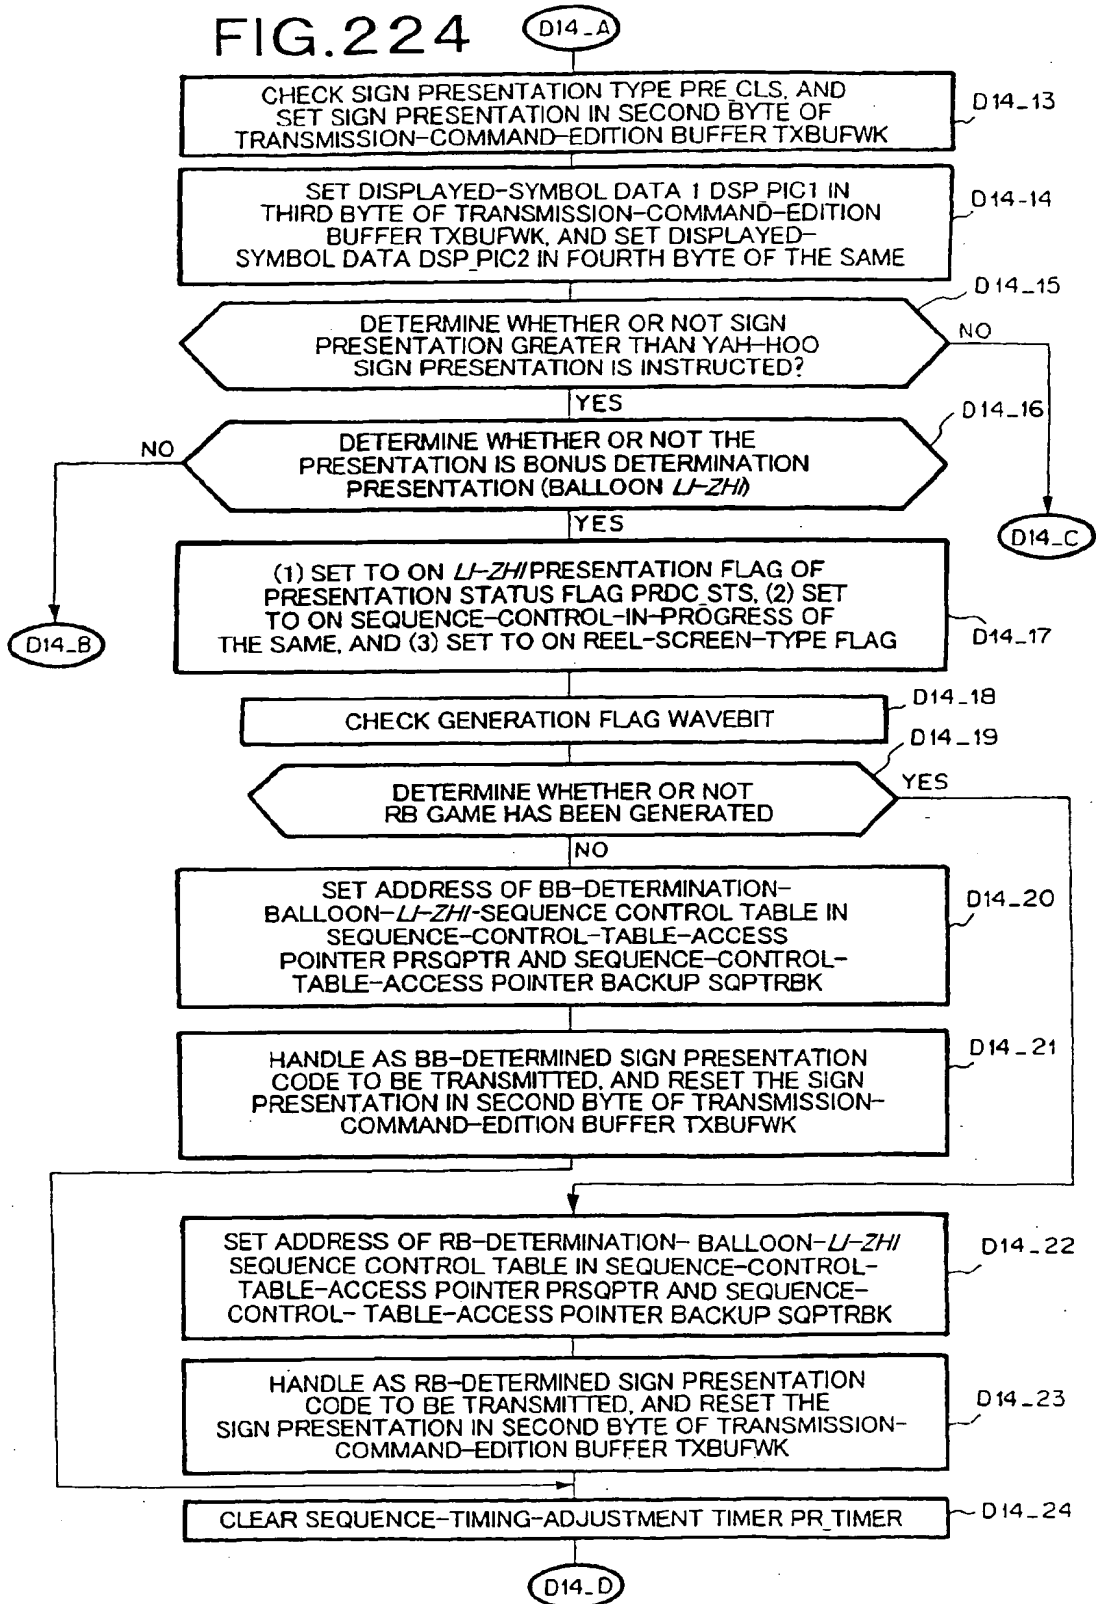 FIG.224
D14_A
CHECK SIGN PRESENTATION TYPE PRE_CLS, AND
SET SIGN PRESENTATION IN SECOND BYTE OF
TRANSMISSION-COMMAND-EDITION BUFFER TXBUFWK
D14_13
SET DISPLAYED-SYMBOL DATA 1 DSP_PIC1 IN
THIRD BYTE OF TRANSMISSION-COMMAND-EDITION
BUFFER TXBUFWK, AND SET DISPLAYED-
SYMBOL DATA DSP_PIC2 IN FOURTH BYTE OF THE SAME
D14_14
DETERMINE WHETHER OR NOT SIGN
PRESENTATION GREATER THAN YAH-HOO
SIGN PRESENTATION IS INSTRUCTED?
D14_15
NO
YES
DETERMINE WHETHER OR NOT THE
PRESENTATION IS BONUS DETERMINATION
PRESENTATION (BALLOON LI-ZHI)
D14_16
NO
YES
D14_C
D14_B
(1) SET TO ON LI-ZHI PRESENTATION FLAG OF
PRESENTATION STATUS FLAG PRDC_STS, (2) SET
TO ON SEQUENCE-CONTROL-IN-PROGRESS OF
THE SAME, AND (3) SET TO ON REEL-SCREEN-TYPE FLAG
D14_17
CHECK GENERATION FLAG WAVEBIT
D14_18
DETERMINE WHETHER OR NOT
RB GAME HAS BEEN GENERATED
D14_19
YES
NO
SET ADDRESS OF BB-DETERMINATION-
BALLOON-LI-ZHI-SEQUENCE CONTROL TABLE IN
SEQUENCE-CONTROL-TABLE-ACCESS
POINTER PRSQPTR AND SEQUENCE-CONTROL-
TABLE-ACCESS POINTER BACKUP SQPTRBK
D14_20
HANDLE AS BB-DETERMINED SIGN PRESENTATION
CODE TO BE TRANSMITTED, AND RESET THE SIGN
PRESENTATION IN SECOND BYTE OF TRANSMISSION-
COMMAND-EDITION BUFFER TXBUFWK
D14_21
SET ADDRESS OF RB-DETERMINATION- BALLOON-LI-ZHI
SEQUENCE CONTROL TABLE IN SEQUENCE-CONTROL-
TABLE-ACCESS POINTER PRSQPTR AND SEQUENCE-
CONTROL- TABLE-ACCESS POINTER BACKUP SQPTRBK
D14_22
HANDLE AS RB-DETERMINED SIGN PRESENTATION
CODE TO BE TRANSMITTED, AND RESET THE
SIGN PRESENTATION IN SECOND BYTE OF TRANSMISSION-
COMMAND-EDITION BUFFER TXBUFWK
D14_23
CLEAR SEQUENCE-TIMING-ADJUSTMENT TIMER PR_TIMER
D14_24
D14_D